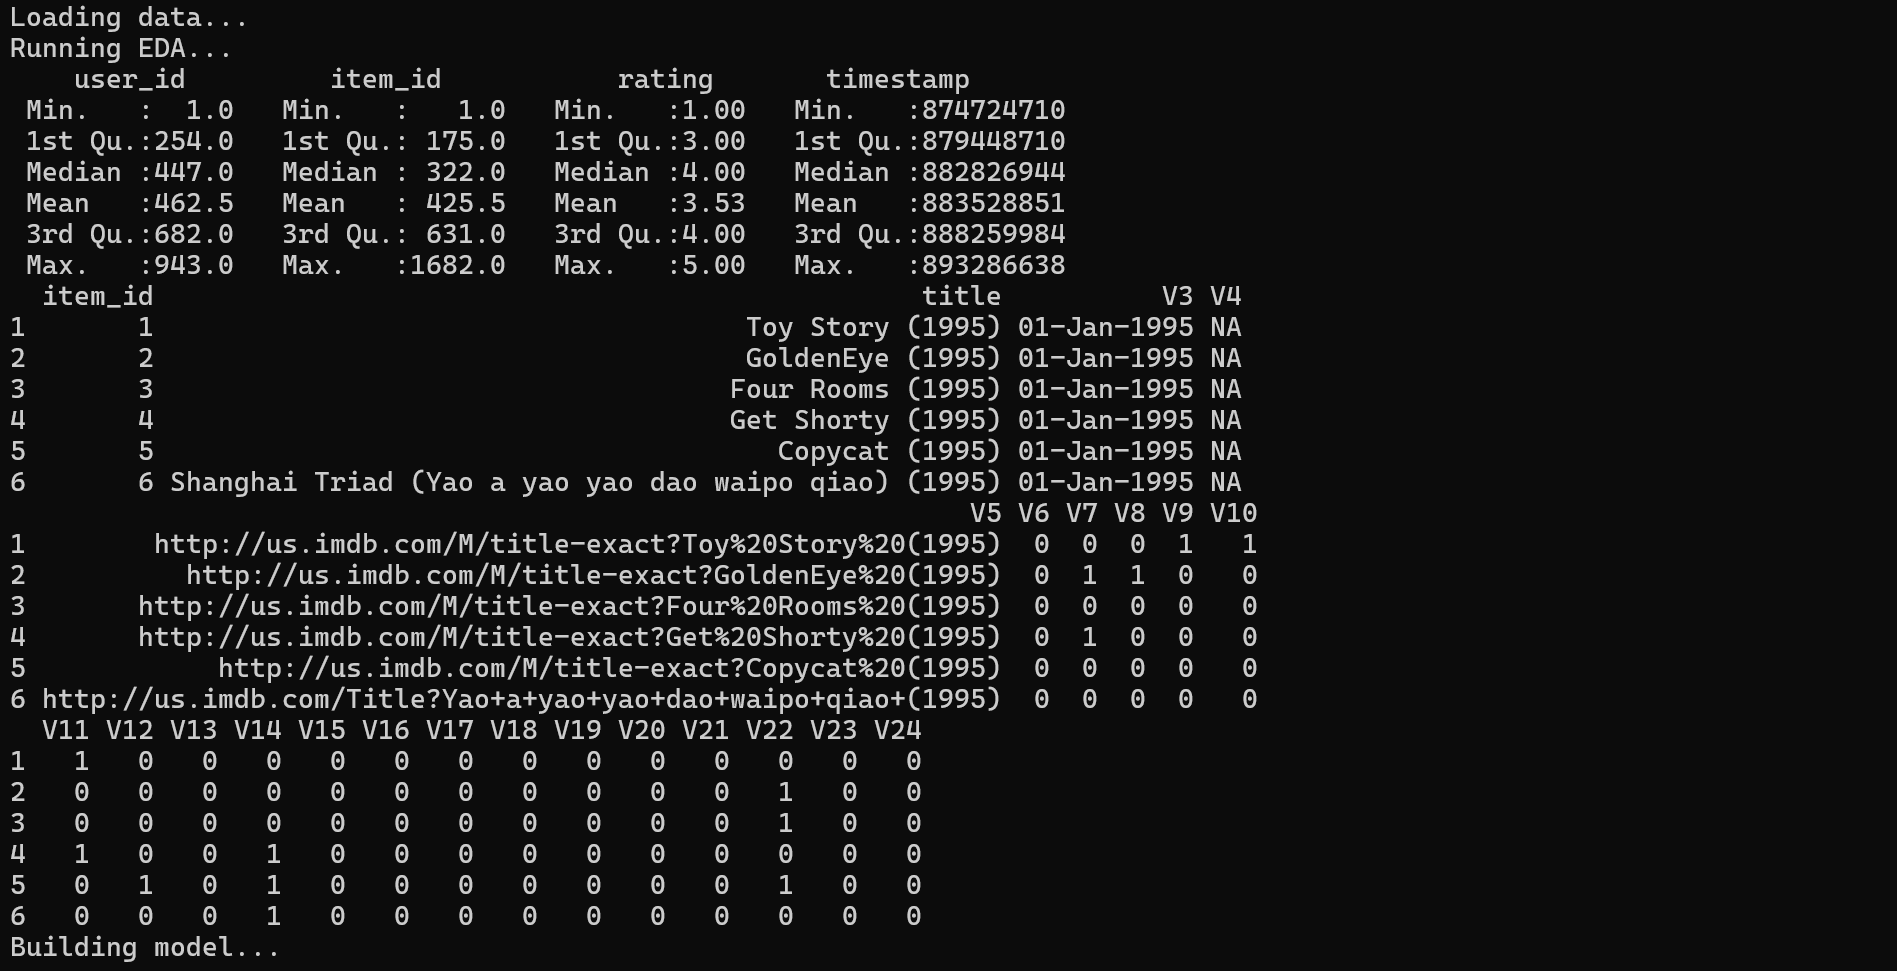 Loading data...
Running EDA...
    user_id         item_id           rating       timestamp
 Min.   :  1.0   Min.   :   1.0   Min.   :1.00   Min.   :874724710
 1st Qu.:254.0   1st Qu.: 175.0   1st Qu.:3.00   1st Qu.:879448710
 Median :447.0   Median : 322.0   Median :4.00   Median :882826944
 Mean   :462.5   Mean   : 425.5   Mean   :3.53   Mean   :883528851
 3rd Qu.:682.0   3rd Qu.: 631.0   3rd Qu.:4.00   3rd Qu.:888259984
 Max.   :943.0   Max.   :1682.0   Max.   :5.00   Max.   :893286638
  item_id                                                title          V3 V4
1       1                                     Toy Story (1995) 01-Jan-1995 NA
2       2                                     GoldenEye (1995) 01-Jan-1995 NA
3       3                                    Four Rooms (1995) 01-Jan-1995 NA
4       4                                    Get Shorty (1995) 01-Jan-1995 NA
5       5                                       Copycat (1995) 01-Jan-1995 NA
6       6 Shanghai Triad (Yao a yao yao dao waipo qiao) (1995) 01-Jan-1995 NA
                                                            V5 V6 V7 V8 V9 V10
1        http://us.imdb.com/M/title-exact?Toy%20Story%20(1995)  0  0  0  1   1
2          http://us.imdb.com/M/title-exact?GoldenEye%20(1995)  0  1  1  0   0
3       http://us.imdb.com/M/title-exact?Four%20Rooms%20(1995)  0  0  0  0   0
4       http://us.imdb.com/M/title-exact?Get%20Shorty%20(1995)  0  1  0  0   0
5            http://us.imdb.com/M/title-exact?Copycat%20(1995)  0  0  0  0   0
6 http://us.imdb.com/Title?Yao+a+yao+yao+dao+waipo+qiao+(1995)  0  0  0  0   0
  V11 V12 V13 V14 V15 V16 V17 V18 V19 V20 V21 V22 V23 V24
1   1   0   0   0   0   0   0   0   0   0   0   0   0   0
2   0   0   0   0   0   0   0   0   0   0   0   1   0   0
3   0   0   0   0   0   0   0   0   0   0   0   1   0   0
4   1   0   0   1   0   0   0   0   0   0   0   0   0   0
5   0   1   0   1   0   0   0   0   0   0   0   1   0   0
6   0   0   0   1   0   0   0   0   0   0   0   0   0   0
Building model...